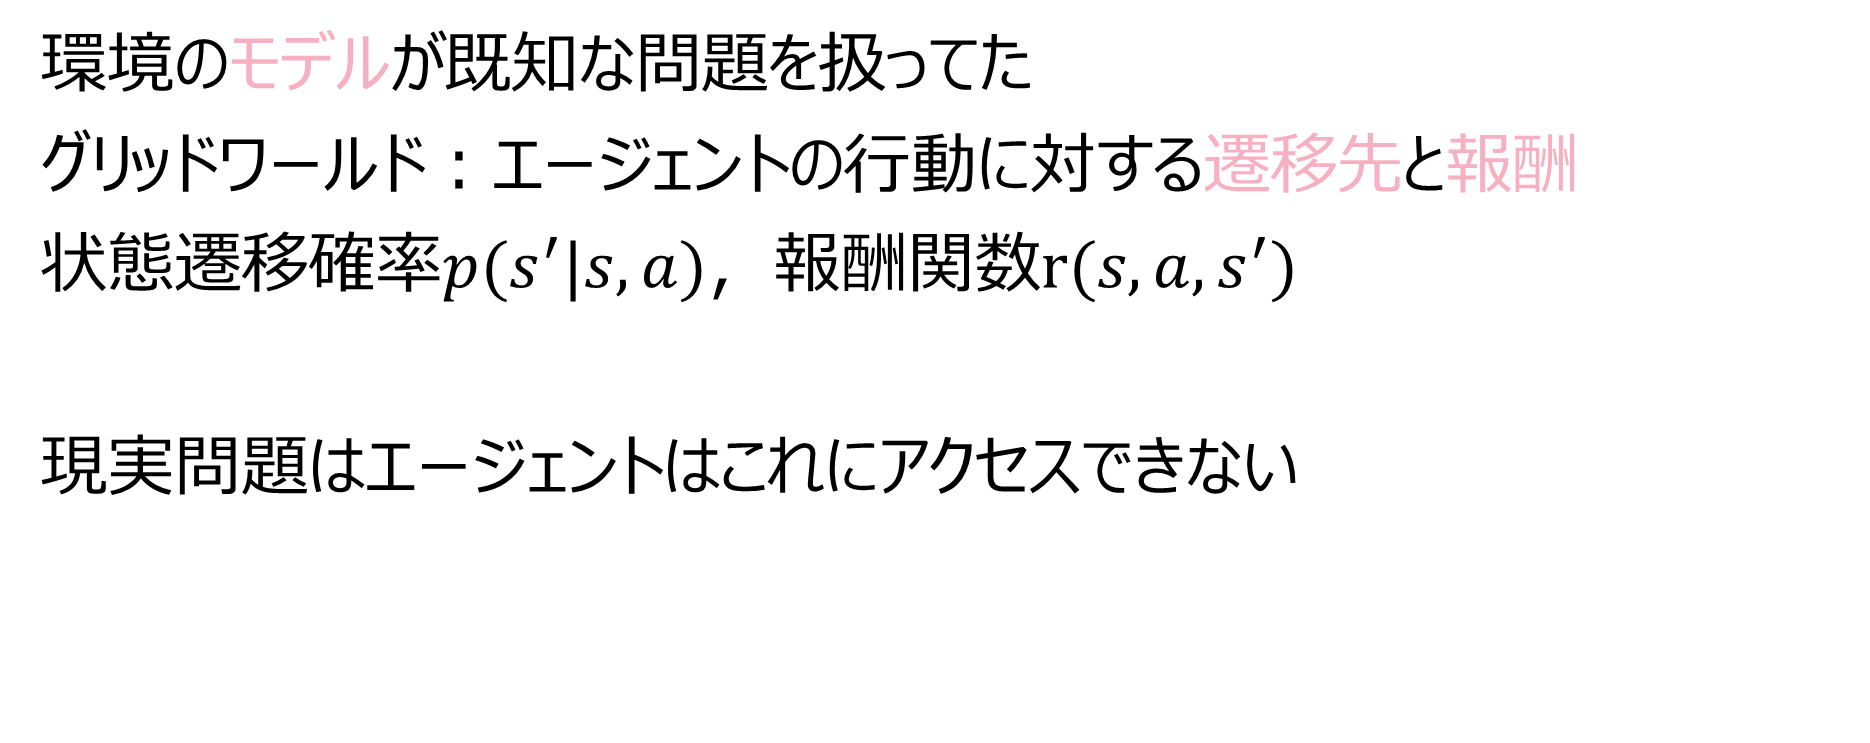 環境のモデルが既知な問題を扱ってた
グリッドワールド：エージェントの行動に対する遷移先と報酬
状態遷移確率p(s′|s, a)，報酬関数r(s, a, s′)
現実問題はエージェントはこれにアクセスできない